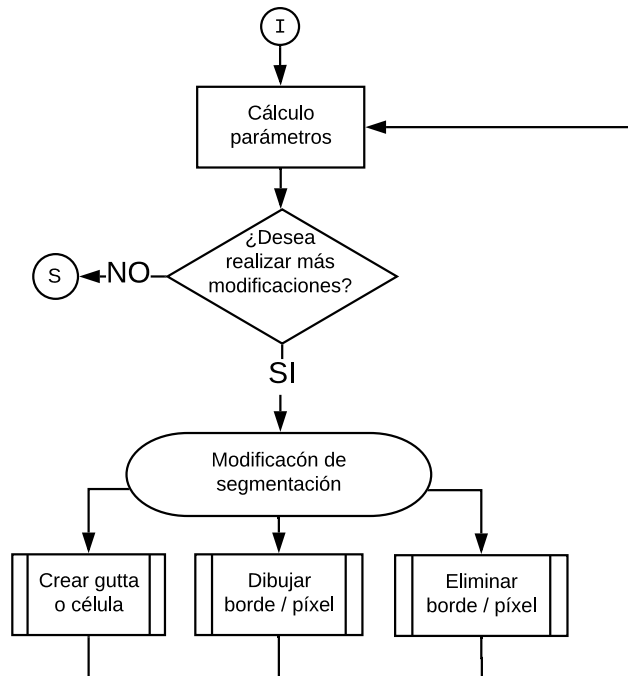 I
Cálculo
parámetros
¿Desea
realizar más
modificaciones?
S
NO
SI
Modificacón de
segmentación
Crear gutta
o célula
Dibujar
borde / píxel
Eliminar
borde / píxel